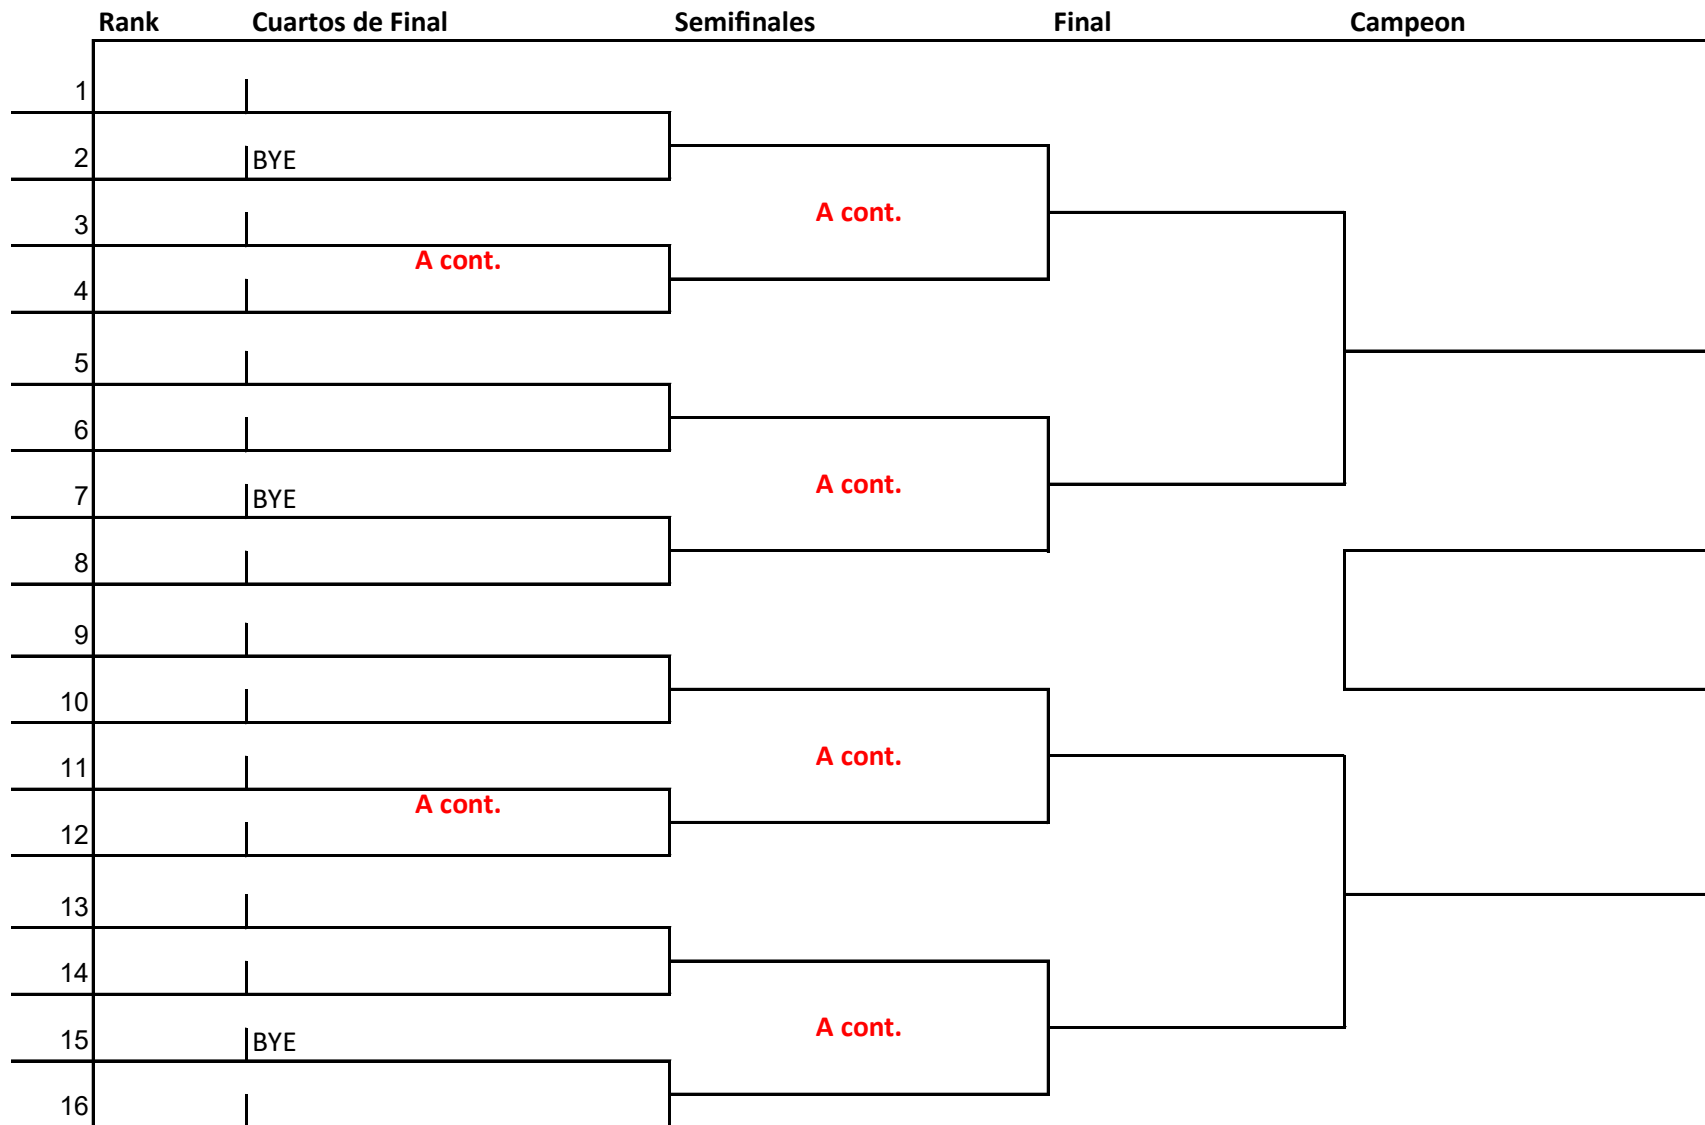 Rank Cuartos de Final Semifinales Final Campeon
1
2 BYE
3 A cont.
A cont.
4
5
6
7 BYE A cont.
8
9
10
11 A cont.
A cont.
12
13
14
15 BYE A cont.
16